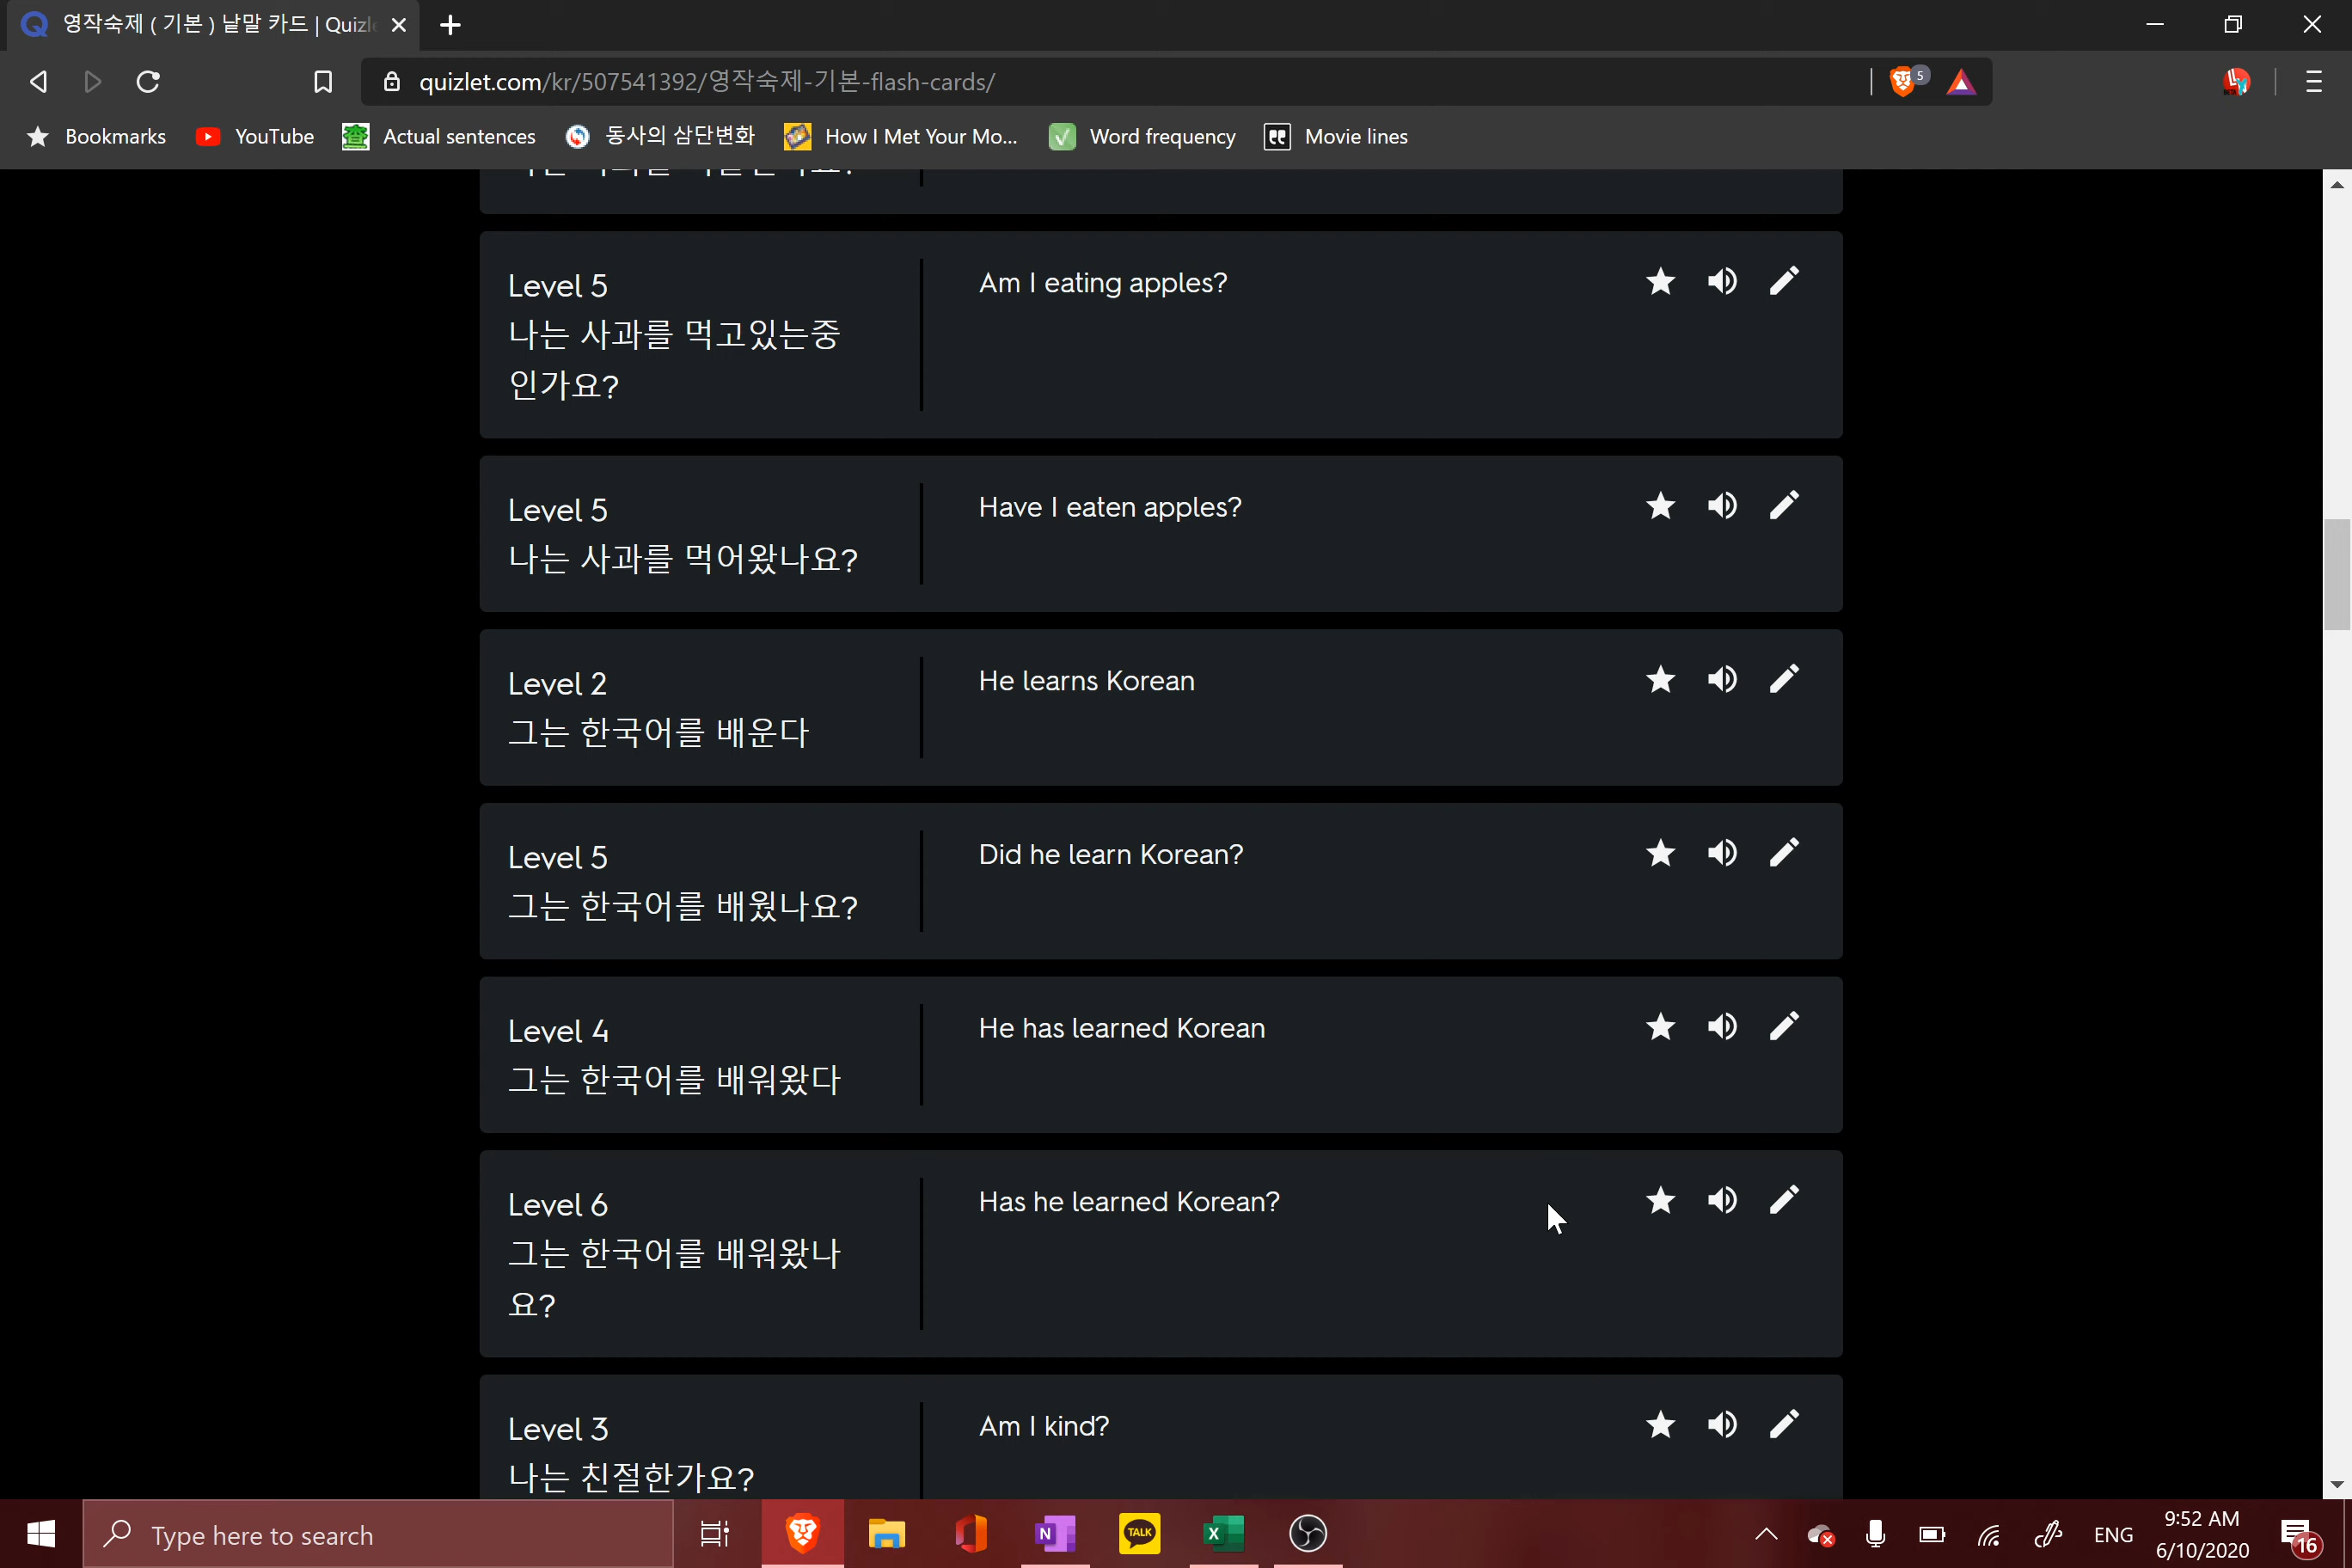 영작숙제 ( 기본 ) 낱말 카드 | Quizl
quizlet.com/kr/507541392/영작숙제-기본-flash-cards/
5
Bookmarks
YouTube
Actual sentences
동사의 삼단변화
How I Met Your Mo...
Word frequency
Movie lines
Level 5
나는 사과를 먹고있는중
인가요?
Am I eating apples?
Level 5
나는 사과를 먹어왔나요?
Have I eaten apples?
Level 2
그는 한국어를 배운다
He learns Korean
Level 5
그는 한국어를 배웠나요?
Did he learn Korean?
Level 4
그는 한국어를 배워왔다
He has learned Korean
Level 6
그는 한국어를 배워왔나
요?
Has he learned Korean?
Level 3
나는 친절한가요?
Am I kind?
Type here to search
N
TALK
X
ENG
9:52 AM
6/10/2020
16